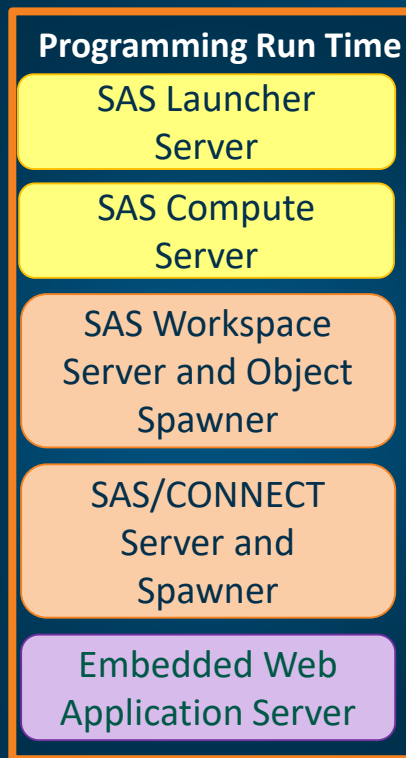 Programming Run Time
SAS Launcher
Server
SAS Compute
Server
SAS Workspace
Server and Object
Spawner
SAS/CONNECT
Server and
Spawner
Embedded Web
Application Server